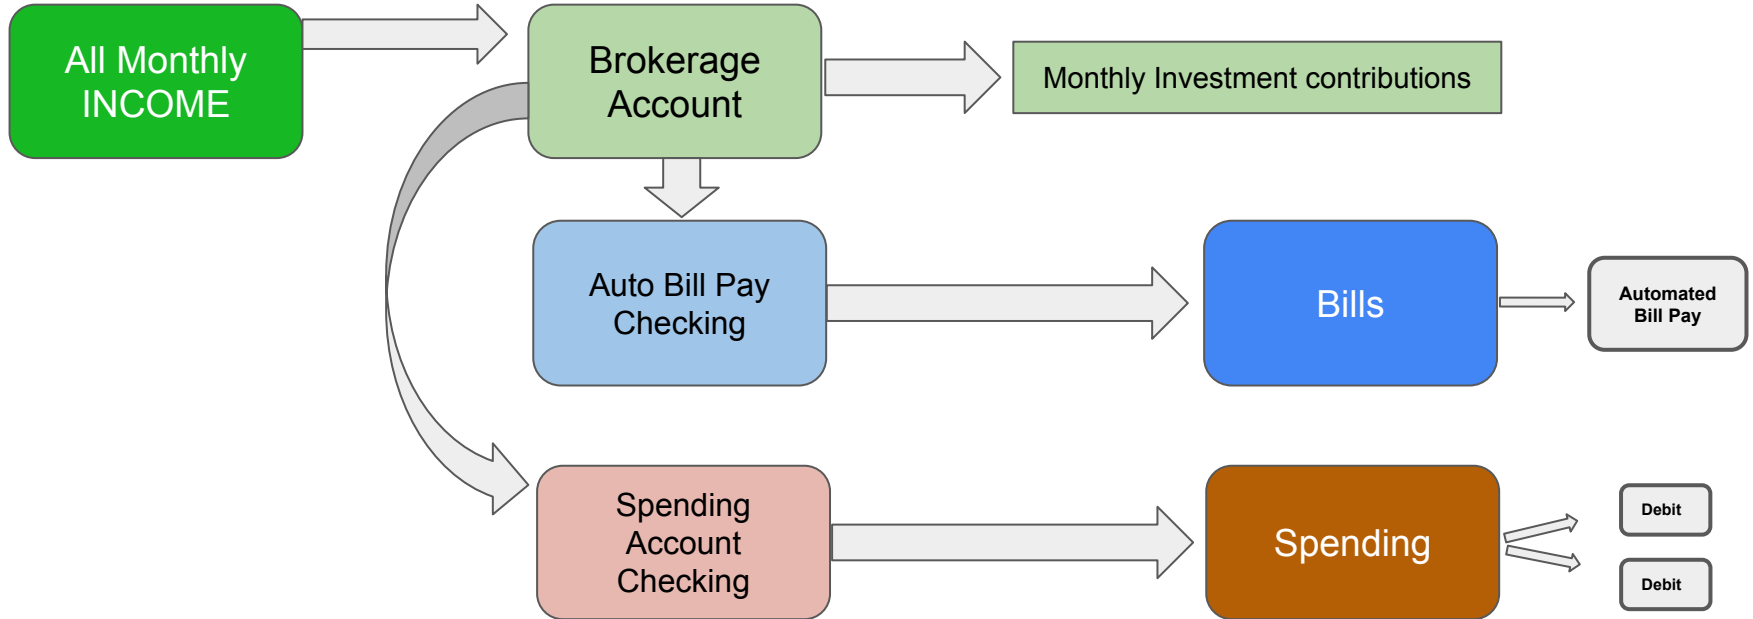 All Monthly
INCOME
Brokerage
Account
Monthly Investment contributions
Auto Bill Pay
Checking
Bills
Automated
Bill Pay
Spending
Account
Checking
Spending
Debit
Debit